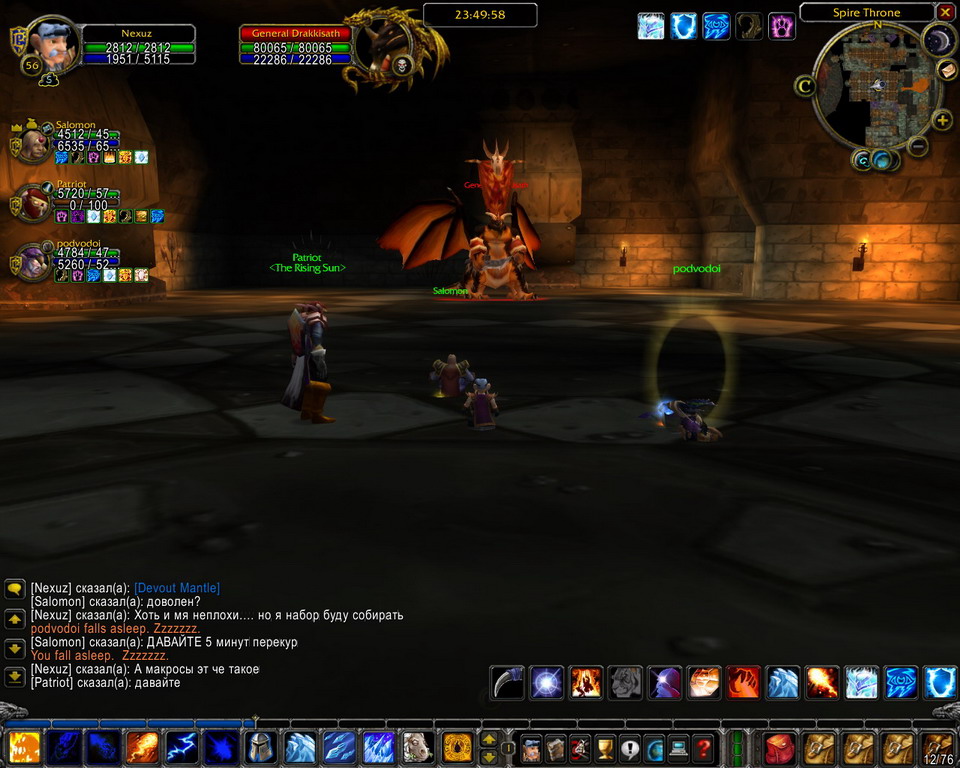 23:49:58
Spire Throne
Nexuz
2812 / 2812
1951 / 5115
56
General Drakkisath
80065 / 80065
22286 / 22286
N
C
S
Salomon
4512 / 45..
6535 / 65..
Patriot
5720 / 57..
0 / 100
podvodoi
4784 / 47..
5260 / 52..
Patriot
<The Rising Sun>
Salomon
podvodoi
[Nexuz] сказал(а): [Devout Mantle]
[Salomon] сказал(а): доволен?
[Nexuz] сказал(а): Хоть и мя неплохи.... но я набор буду собирать
podvodoi falls asleep. Zzzzzzz.
[Salomon] сказал(а): ДАВАЙТЕ 5 минут перекур
You fall asleep.  Zzzzzzz.
[Nexuz] сказал(а): А макросы эт че такое
[Patriot] сказал(а): давайте
1
12/76